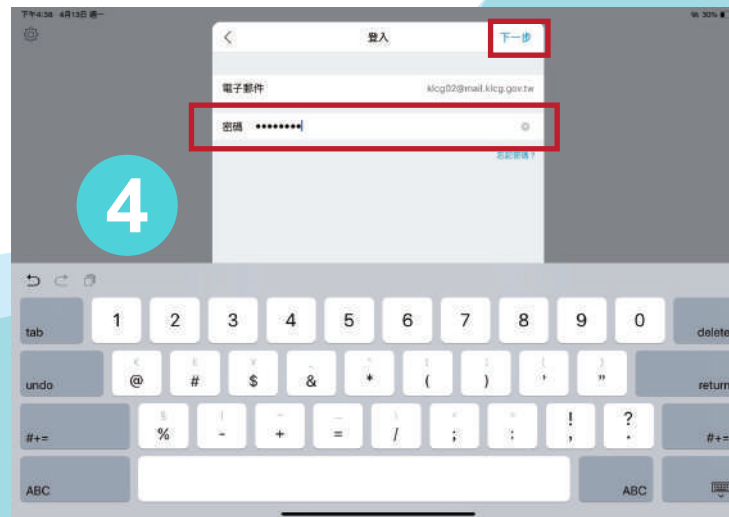 下午4:38 4月13日 週一
30%
登入
下一步
電子郵件
klcg02@mail.klcg.gov.tw
密碼 ••••••••
忘記密碼？
4
tab 1 2 3 4 5 6 7 8 9 0 delete
undo @ # $ & * ( ) ' " return
#+= % - + = / ; : ! , ? . #+=
ABC ABC